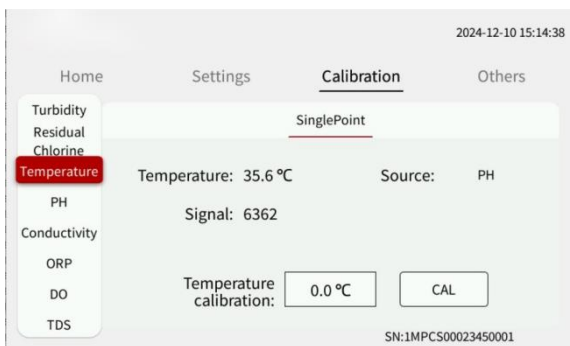 2024-12-10 15:14:38
Home Settings Calibration Others
Turbidity
Residual
Chlorine
Temperature
PH
Conductivity
ORP
DO
TDS
SinglePoint
Temperature: 35.6 ℃ Source: PH
Signal: 6362
Temperature
calibration:
0.0 ℃ CAL
SN:1MPCS00023450001